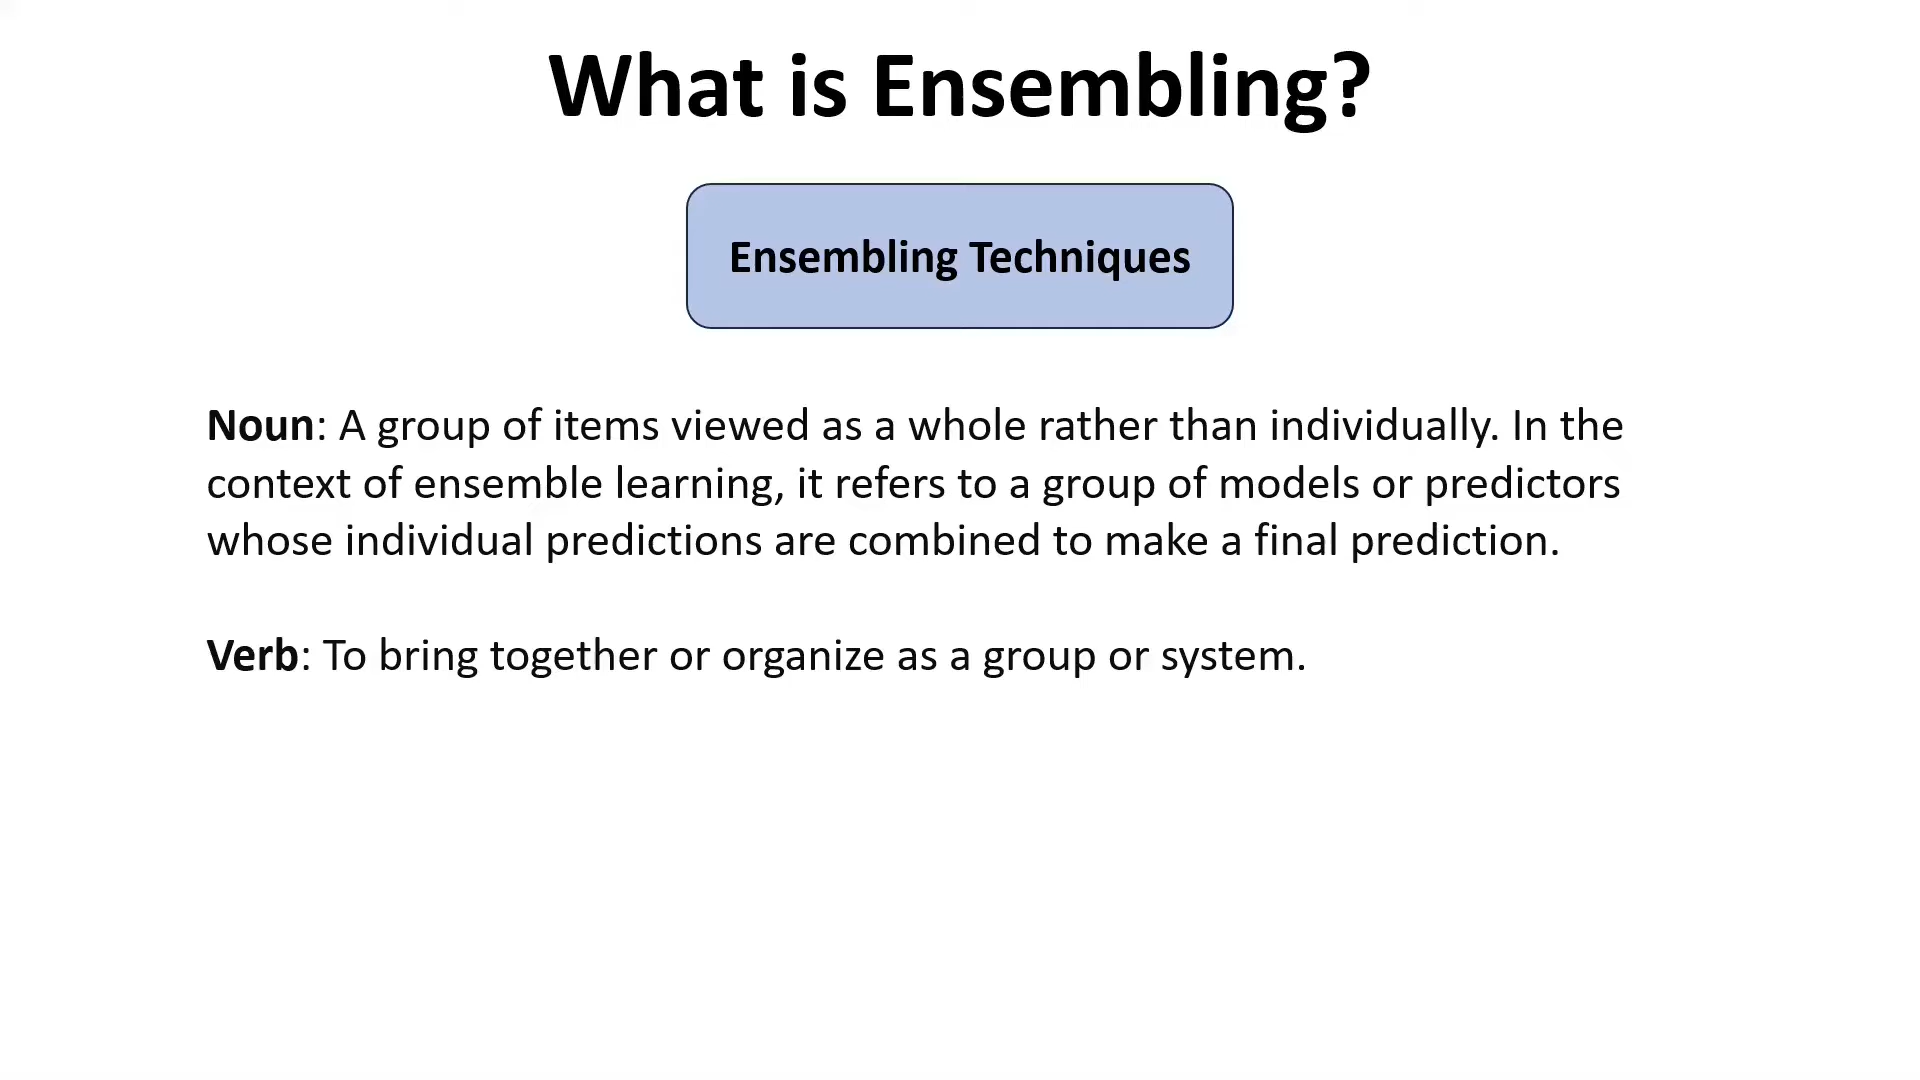 What is Ensembling?
Ensembling Techniques
Noun: A group of items viewed as a whole rather than individually. In the
context of ensemble learning, it refers to a group of models or predictors
whose individual predictions are combined to make a final prediction.
Verb: To bring together or organize as a group or system.